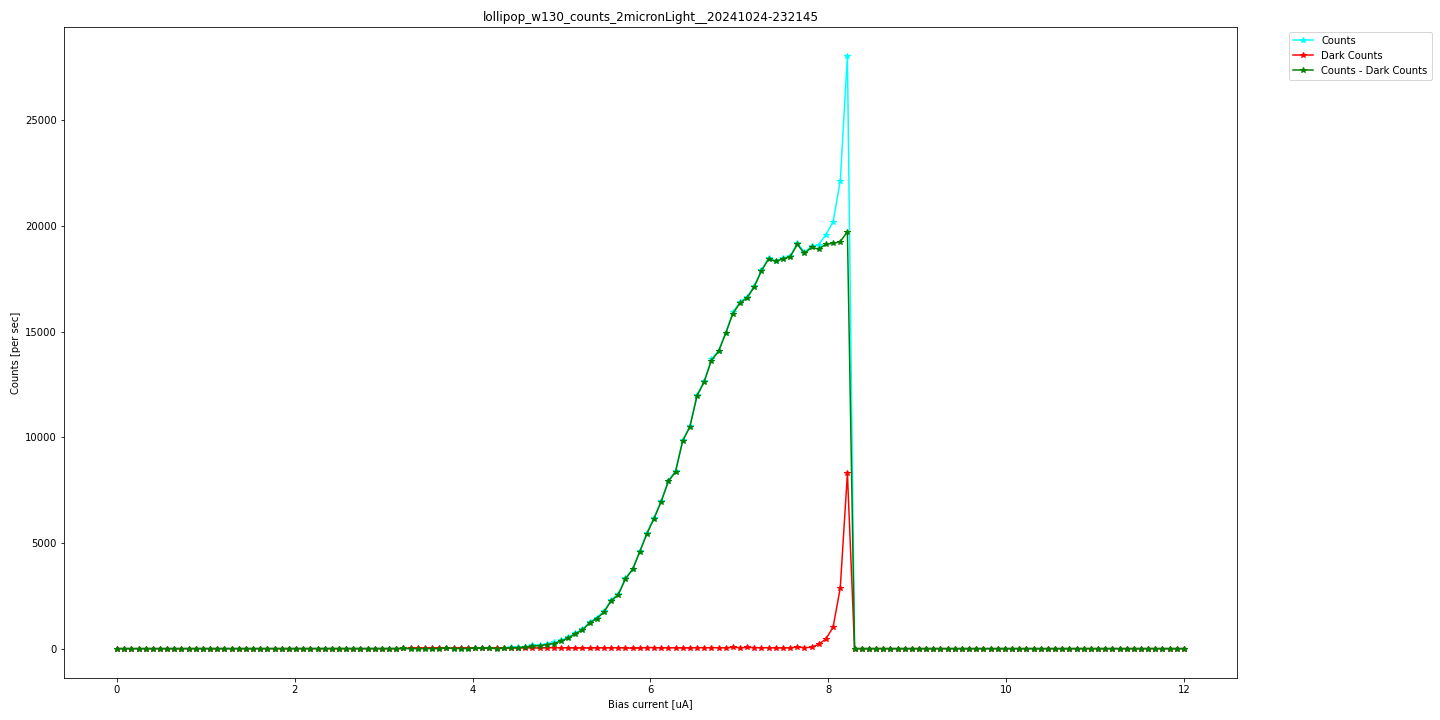 lollipop_w130_counts_2micronLight__20241024-232145
Counts
Dark Counts
Counts - Dark Counts
25000
20000
15000
10000
5000
0
Counts [per sec]
0 2 4 6 8 10 12
Bias current [uA]